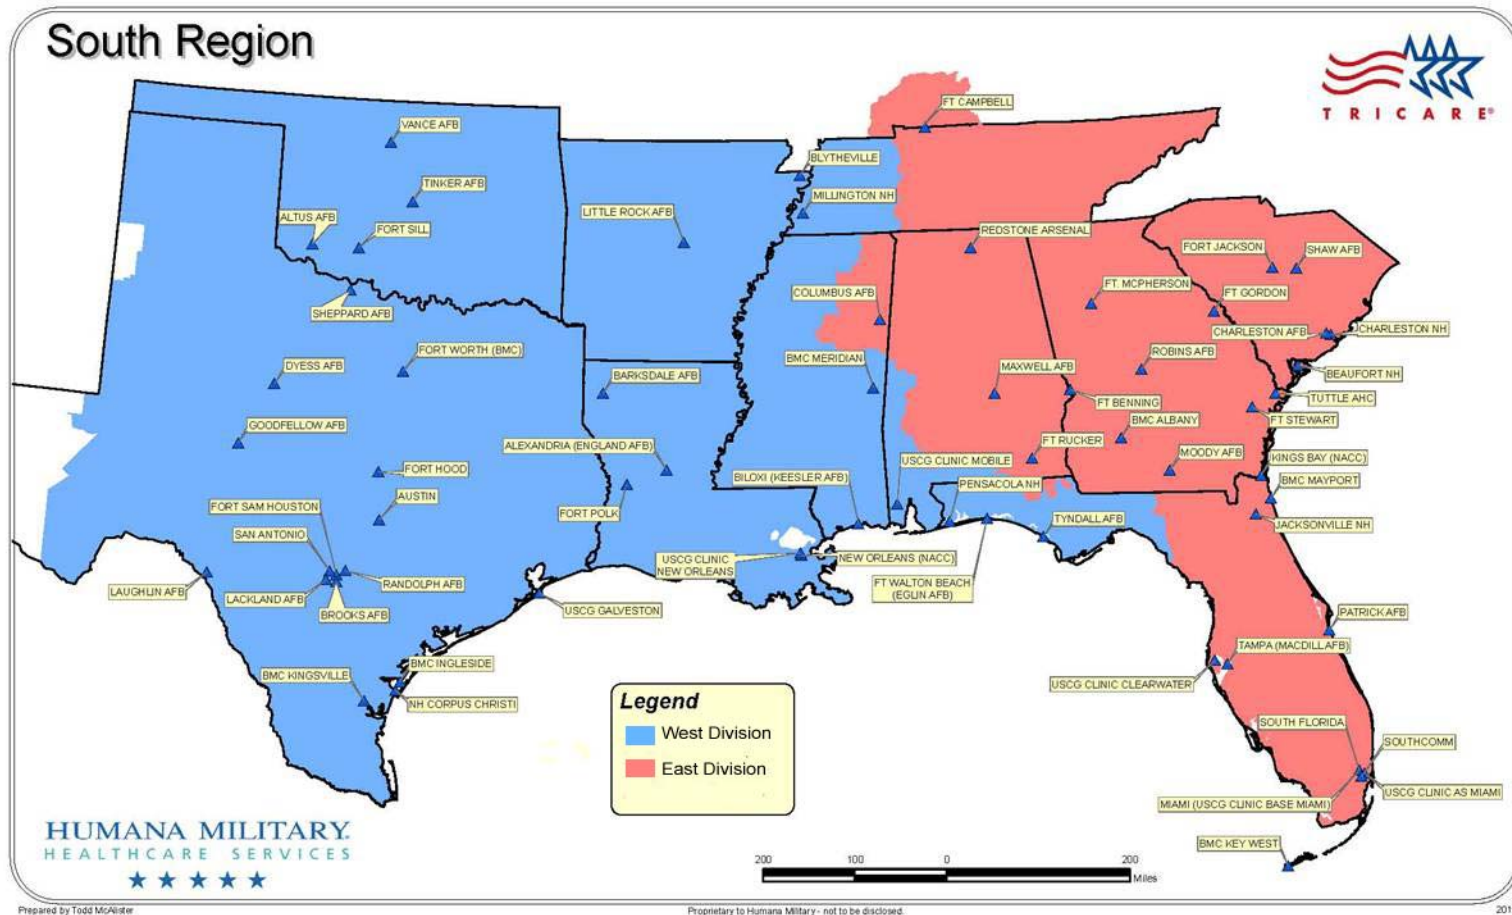 South Region
TRICARE®
FT CAMPBELL
VANCE AFB
BLYTHEVILLE
TINKER AFB
MILLINGTON NH
LITTLE ROCK AFB
ALTUS AFB
FORT SILL
REDSTONE ARSENAL
FORT JACKSON
SHAW AFB
SHEPPARD AFB
COLUMBUS AFB
FT. MCPHERSON
FT GORDON
CHARLESTON AFB
CHARLESTON NH
FORT WORTH (BMC)
DYESS AFB
BARKSDALE AFB
BMC MERIDIAN
MAXWELL AFB
ROBINS AFB
BEAUFORT NH
FT BENNING
TUTTLE AHC
GOODFELLOW AFB
BMC ALBANY
FT STEWART
ALEXANDRIA (ENGLAND AFB)
FT RUCKER
MOODY AFB
KINGS BAY (NACC)
FORT HOOD
USCG CLINIC MOBILE
BILOXI (KEESLER AFB)
PENSACOLA NH
BMC MAYPORT
AUSTIN
FORT SAM HOUSTON
FORT POLK
TYNDALL AFB
JACKSONVILLE NH
SAN ANTONIO
USCG CLINIC
NEW ORLEANS
NEW ORLEANS (NACC)
LAUGHLIN AFB
LACKLAND AFB
RANDOLPH AFB
FT WALTON BEACH
(EGLIN AFB)
BROOKS AFB
USCG GALVESTON
PATRICK AFB
TAMPA (MACDILL AFB)
BMC INGLESIDE
BMC KINGSVILLE
USCG CLINIC CLEARWATER
NH CORPUS CHRISTI
Legend
West Division
East Division
SOUTH FLORIDA
SOUTHCOMM
USCG CLINIC AS MIAMI
MIAMI (USCG CLINIC BASE MIAMI)
HUMANA MILITARY.
HEALTHCARE SERVICES
BMC KEY WEST
200 100 0 200
Miles
Prepared by Todd McAlister
Proprietary to Humana Military - not to be disclosed.